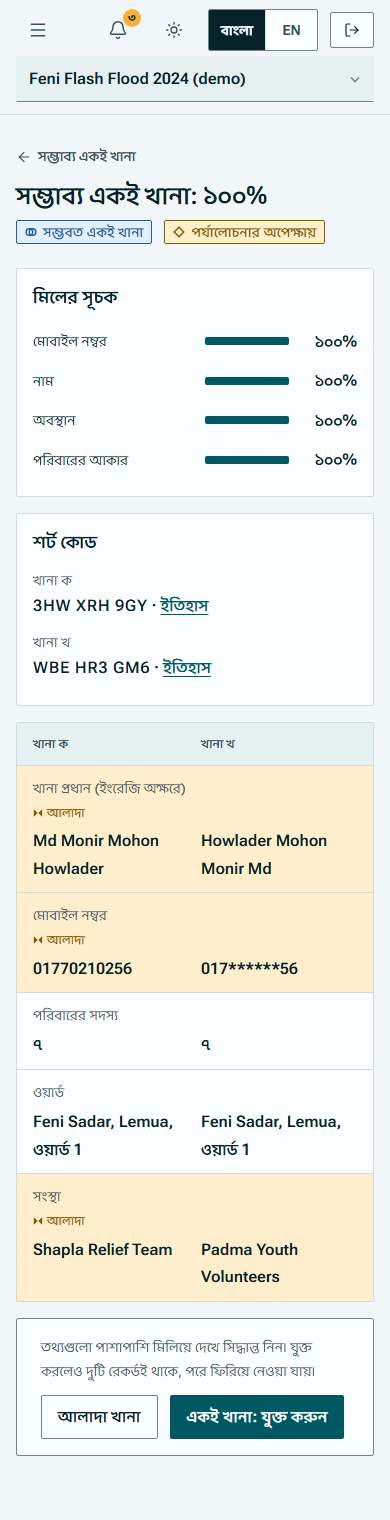 ৩
বাংলা
EN
Feni Flash Flood 2024 (demo)
সম্ভাব্য একই খানা
সম্ভাব্য একই খানা: ১০০%
সম্ভবত একই খানা
পর্যালোচনার অপেক্ষায়
মিলের সূচক
মোবাইল নম্বর ১০০%
নাম ১০০%
অবস্থান ১০০%
পরিবারের আকার ১০০%
শর্ট কোড
খানা ক
3HW XRH 9GY · ইতিহাস
খানা খ
WBE HR3 GM6 · ইতিহাস
খানা ক খানা খ
খানা প্রধান (ইংরেজি অক্ষরে)
আলাদা
Md Monir Mohon Howlader Mohon
Howlader Monir Md
মোবাইল নম্বর
আলাদা
01770210256 017******56
পরিবারের সদস্য
৭ ৭
ওয়ার্ড
Feni Sadar, Lemua, Feni Sadar, Lemua,
ওয়ার্ড 1 ওয়ার্ড 1
সংস্থা
আলাদা
Shapla Relief Team Padma Youth
Volunteers
তথ্যগুলো পাশাপাশি মিলিয়ে দেখে সিদ্ধান্ত নিন। যুক্ত
করলেও দুটি রেকর্ডই থাকে, পরে ফিরিয়ে নেওয়া যায়।
আলাদা খানা
একই খানা: যুক্ত করুন